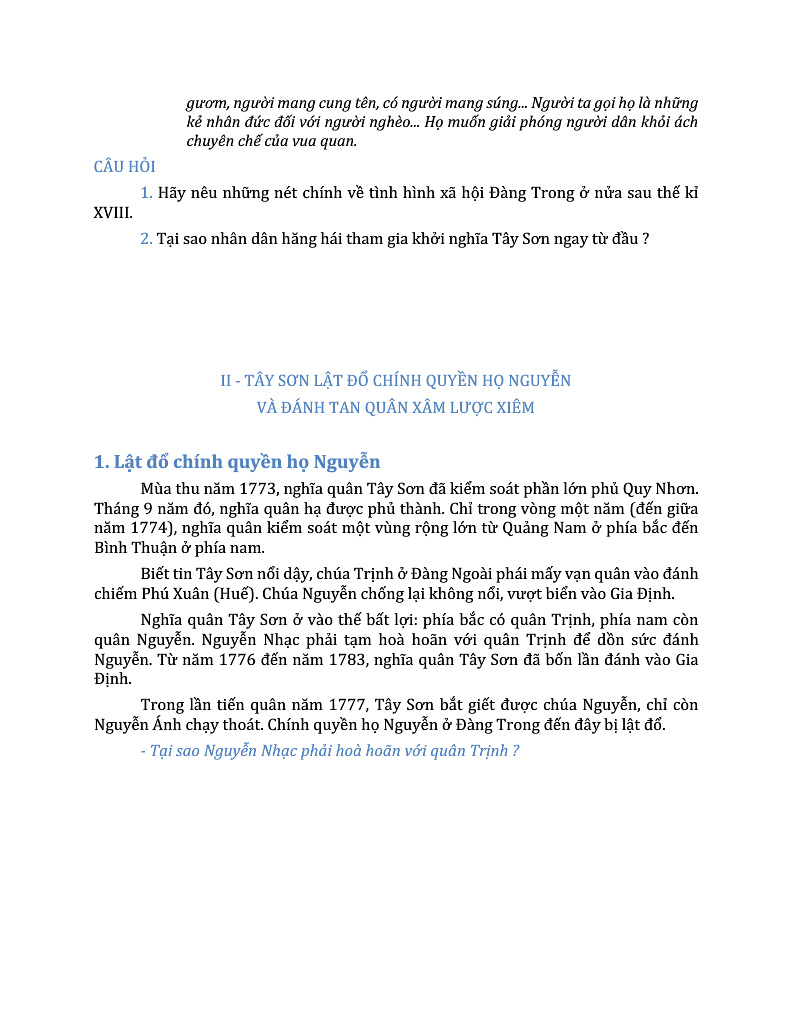 gươm, người mang cung tên, có người mang súng... Người ta gọi họ là những
kẻ nhân đức đối với người nghèo... Họ muốn giải phóng người dân khỏi ách
chuyên chế của vua quan.
CÂU HỎI
1. Hãy nêu những nét chính về tình hình xã hội Đàng Trong ở nửa sau thế kỉ
XVIII.
2. Tại sao nhân dân hăng hái tham gia khởi nghĩa Tây Sơn ngay từ đầu ?
II - TÂY SƠN LẬT ĐỔ CHÍNH QUYỀN HỌ NGUYỄN
VÀ ĐÁNH TAN QUÂN XÂM LƯỢC XIÊM
1. Lật đổ chính quyền họ Nguyễn
Mùa thu năm 1773, nghĩa quân Tây Sơn đã kiểm soát phần lớn phủ Quy Nhơn.
Tháng 9 năm đó, nghĩa quân hạ được phủ thành. Chỉ trong vòng một năm (đến giữa
năm 1774), nghĩa quân kiểm soát một vùng rộng lớn từ Quảng Nam ở phía bắc đến
Bình Thuận ở phía nam.
Biết tin Tây Sơn nổi dậy, chúa Trịnh ở Đàng Ngoài phái mấy vạn quân vào đánh
chiếm Phú Xuân (Huế). Chúa Nguyễn chống lại không nổi, vượt biển vào Gia Định.
Nghĩa quân Tây Sơn ở vào thế bất lợi: phía bắc có quân Trịnh, phía nam còn
quân Nguyễn. Nguyễn Nhạc phải tạm hoà hoãn với quân Trịnh để dồn sức đánh
Nguyễn. Từ năm 1776 đến năm 1783, nghĩa quân Tây Sơn đã bốn lần đánh vào Gia
Định.
Trong lần tiến quân năm 1777, Tây Sơn bắt giết được chúa Nguyễn, chỉ còn
Nguyễn Ánh chạy thoát. Chính quyền họ Nguyễn ở Đàng Trong đến đây bị lật đổ.
- Tại sao Nguyễn Nhạc phải hoà hoãn với quân Trịnh ?